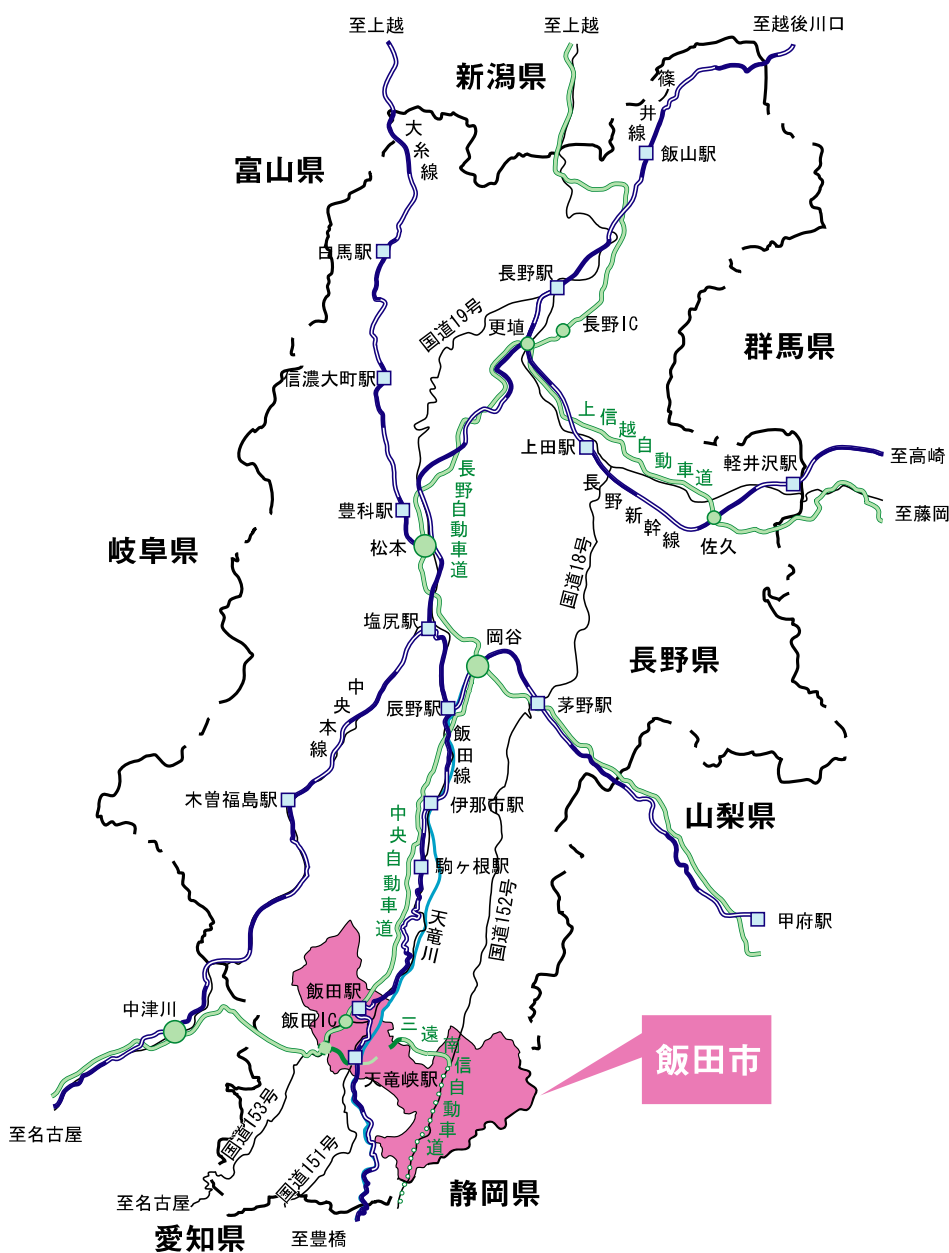 至上越
至上越
至越後川口
新潟県
篠ノ井線
大糸線
飯山駅
富山県
白馬駅
長野駅
国道19号
更埴
長野IC
群馬県
信濃大町駅
上信越自動車道
上田駅
軽井沢駅
至高崎
長野自動車道
長野新幹線
豊科駅
至藤岡
佐久
松本
岐阜県
国道18号
塩尻駅
岡谷
長野県
中央本線
辰野駅
茅野駅
飯田線
木曽福島駅
伊那市駅
山梨県
中央自動車道
駒ヶ根駅
国道152号
天竜川
甲府駅
飯田駅
中津川
飯田IC
三遠南信自動車道
飯田市
天竜峡駅
国道153号
至名古屋
国道151号
至名古屋
静岡県
愛知県
至豊橋